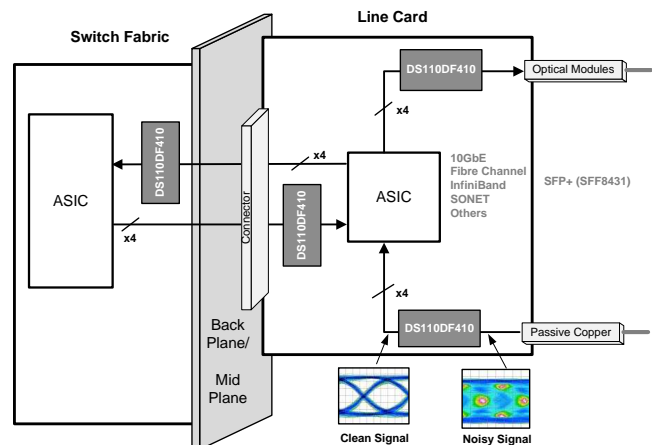 Switch Fabric
Line Card
DS110DF410
Optical Modules
x4
DS110DF410
ASIC
x4
Connector
x4
DS110DF410
ASIC
10GbE
Fibre Channel
InfiniBand
SONET
Others
SFP+ (SFF8431)
x4
Back
Plane/
Mid
Plane
DS110DF410
Passive Copper
Clean Signal
Noisy Signal